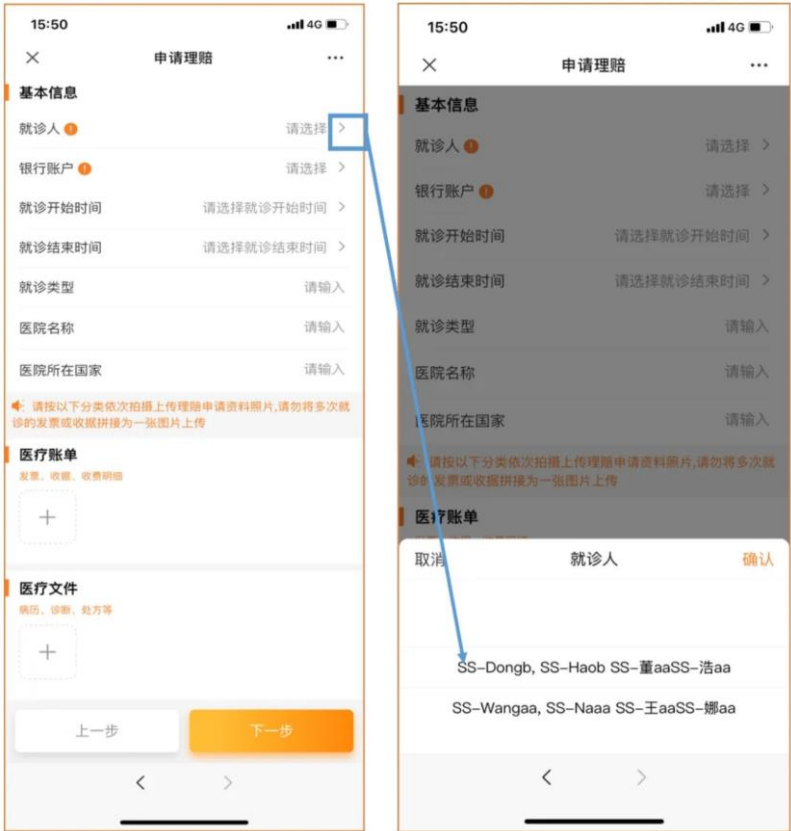 15:50
4G
申请理赔
基本信息
就诊人
请选择
银行账户
请选择
就诊开始时间
请选择就诊开始时间
就诊结束时间
请选择就诊结束时间
就诊类型
请输入
医院名称
请输入
医院所在国家
请输入
请按以下分类依次拍摄上传理赔申请资料照片,请勿将多次就
诊的发票或收据拼接为一张图片上传
医疗账单
发票、收据、收费明细
医疗文件
病历、诊断、处方等
上一步
下一步
15:50
4G
申请理赔
基本信息
就诊人
请选择
银行账户
请选择
就诊开始时间
请选择就诊开始时间
就诊结束时间
请选择就诊结束时间
就诊类型
请输入
医院名称
请输入
医院所在国家
请输入
请按以下分类依次拍摄上传理赔申请资料照片,请勿将多次就
诊的发票或收据拼接为一张图片上传
医疗账单
取消
就诊人
确认
SS-Dongb, SS-Haob SS-董aaSS-浩aa
SS-Wangaa, SS-Naaa SS-王aaSS-娜aa